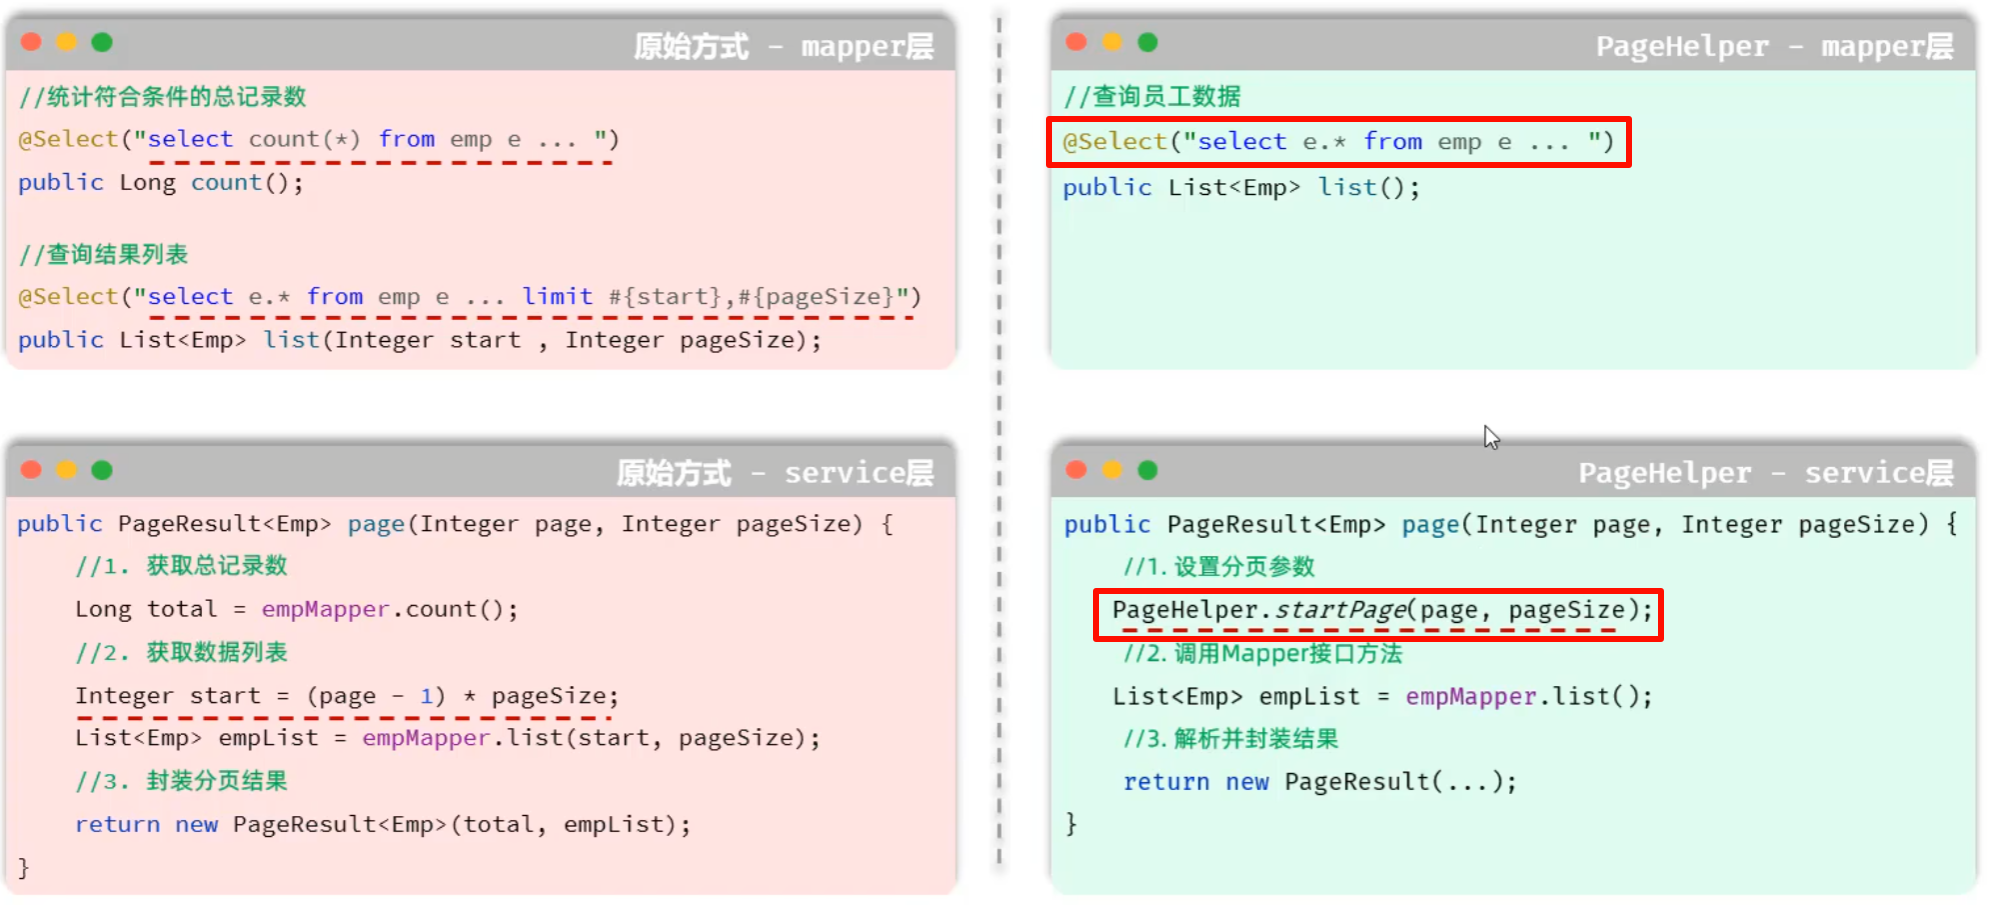 原始方式 - mapper层
//统计符合条件的总记录数
@Select("select count(*) from emp e ... ")
public Long count();
//查询结果列表
@Select("select e.* from emp e ... limit #{start},#{pageSize}")
public List<Emp> list(Integer start , Integer pageSize);
PageHelper - mapper层
//查询员工数据
@Select("select e.* from emp e ... ")
public List<Emp> list();
原始方式 - service层
public PageResult<Emp> page(Integer page, Integer pageSize) {
//1. 获取总记录数
Long total = empMapper.count();
//2. 获取数据列表
Integer start = (page - 1) * pageSize;
List<Emp> empList = empMapper.list(start, pageSize);
//3. 封装分页结果
return new PageResult<Emp>(total, empList);
}
PageHelper - service层
public PageResult<Emp> page(Integer page, Integer pageSize) {
//1. 设置分页参数
PageHelper.startPage(page, pageSize);
//2. 调用Mapper接口方法
List<Emp> empList = empMapper.list();
//3. 解析并封装结果
return new PageResult(...);
}